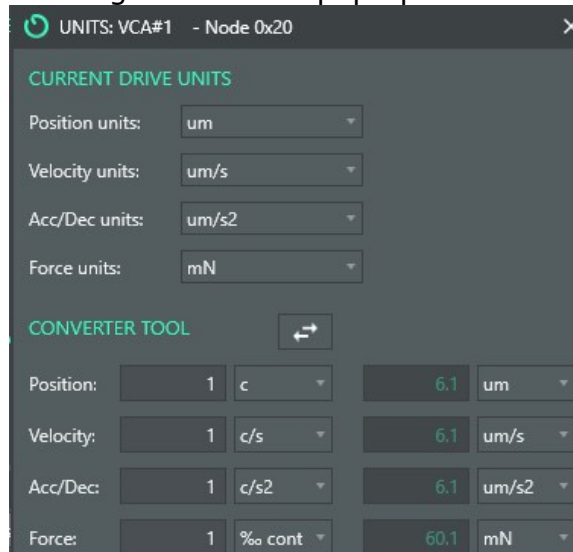 UNITS: VCA#1 - Node 0x20
CURRENT DRIVE UNITS
Position units: um
Velocity units: um/s
Acc/Dec units: um/s2
Force units: mN
CONVERTER TOOL
Position: 1 c 6.1 um
Velocity: 1 c/s 6.1 um/s
Acc/Dec: 1 c/s2 6.1 um/s2
Force: 1 ‰ cont 60.1 mN